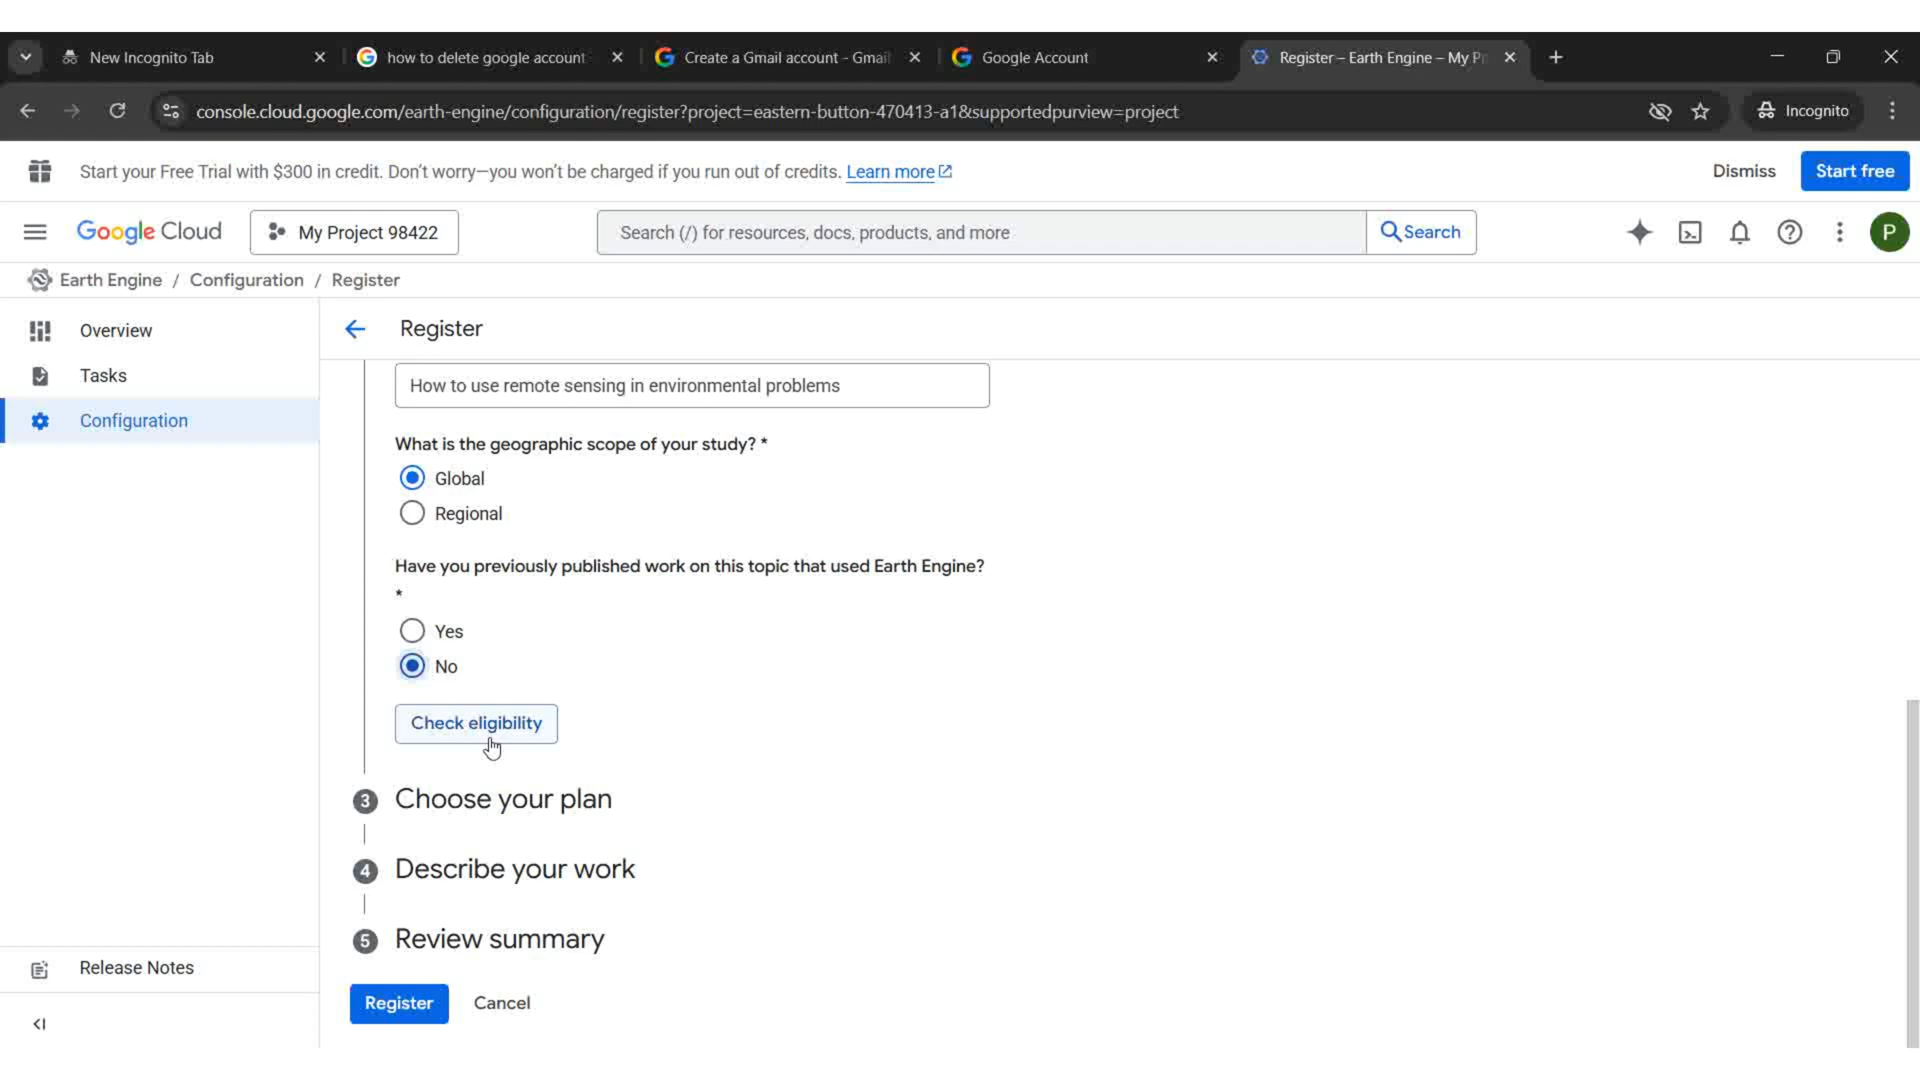 New Incognito Tab
how to delete google account
Create a Gmail account - Gmail
Google Account
Register – Earth Engine – My P
console.cloud.google.com/earth-engine/configuration/register?project=eastern-button-470413-a1&supportedpurview=project
Incognito
Start your Free Trial with $300 in credit. Don't worry—you won't be charged if you run out of credits. Learn more
Dismiss
Start free
Google Cloud
My Project 98422
Search (/) for resources, docs, products, and more
Search
P
Earth Engine / Configuration / Register
Overview
Tasks
Configuration
Release Notes
Register
How to use remote sensing in environmental problems
What is the geographic scope of your study? *
Global
Regional
Have you previously published work on this topic that used Earth Engine?
*
Yes
No
Check eligibility
3 Choose your plan
4 Describe your work
5 Review summary
Register
Cancel